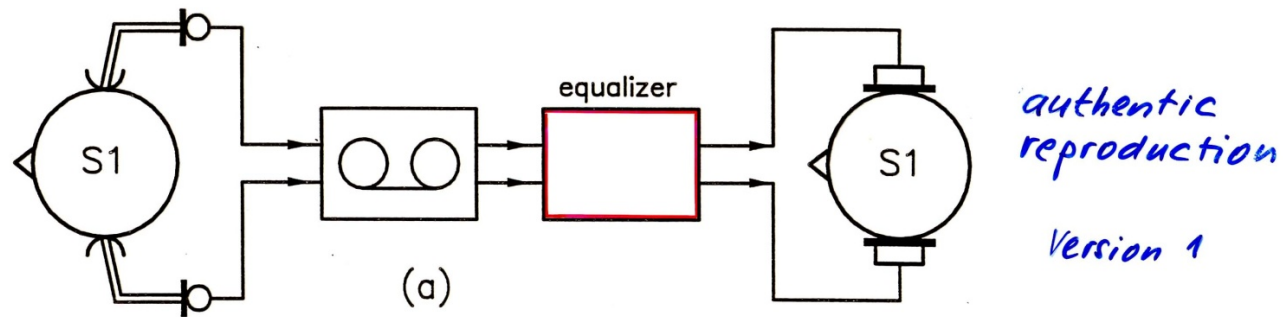 equalizer
S1
S1
(a)
authentic
reproduction
Version 1